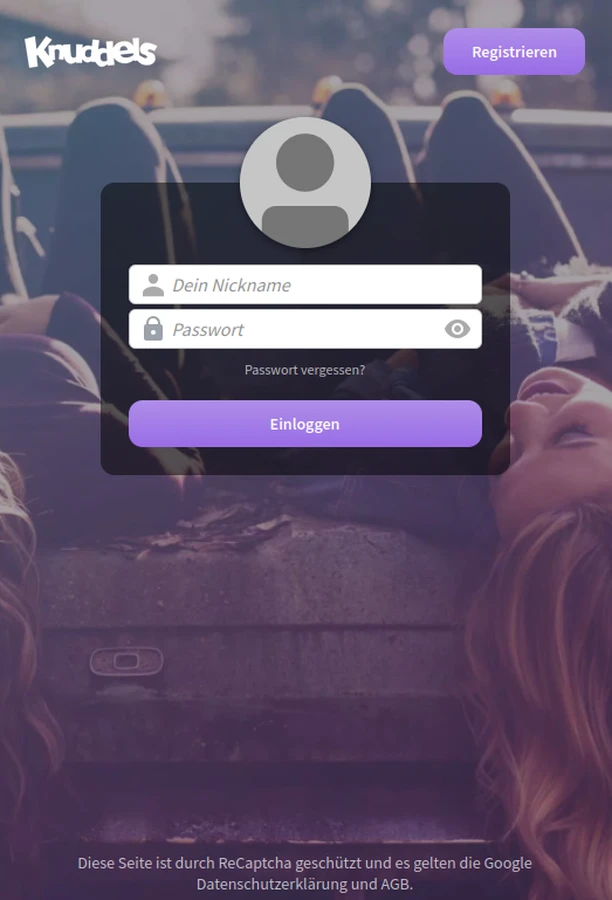 Knuddels
Registrieren
Dein Nickname
Passwort
Passwort vergessen?
Einloggen
Diese Seite ist durch ReCaptcha geschützt und es gelten die Google
Datenschutzerklärung und AGB.